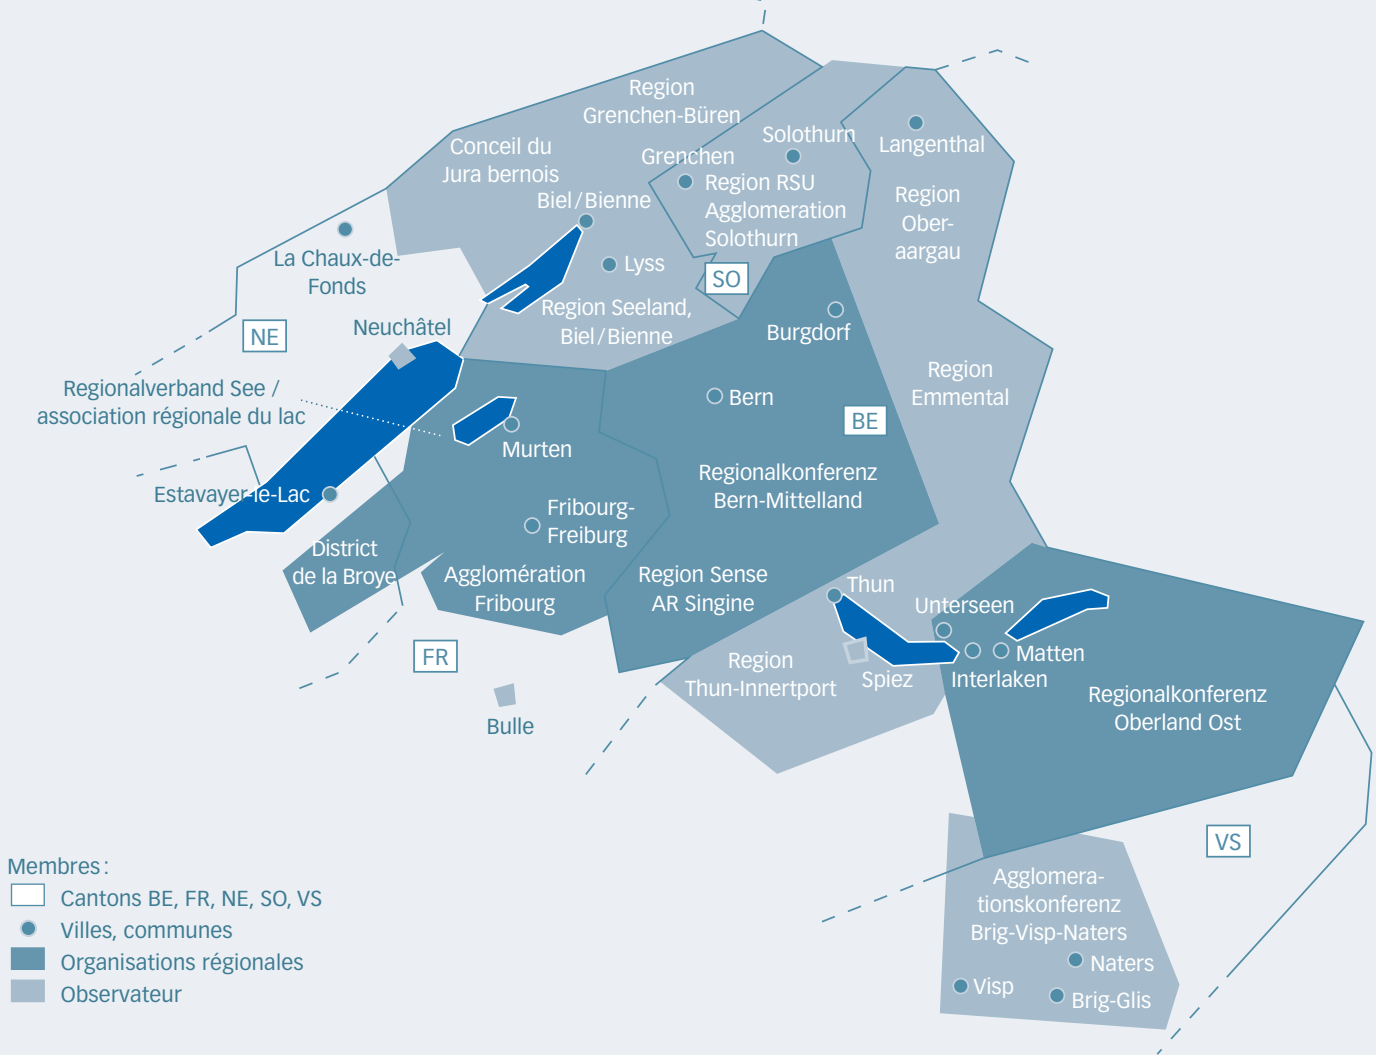 Region
Grenchen-Büren
Conceil du
Jura bernois
Solothurn
Grenchen
Langenthal
Region RSU
Agglomeration
Solothurn
Region
Ober-
aargau
Biel/Bienne
La Chaux-de-
Fonds
Lyss
SO
Region Seeland,
Biel/Bienne
NE
Neuchâtel
Burgdorf
Regionalverband See /
association régionale du lac
Region
Emmental
Bern
BE
Murten
Regionalkonferenz
Bern-Mittelland
Estavayer-le-Lac
Fribourg-
Freiburg
District
de la Broye
Agglomération
Fribourg
Region Sense
AR Singine
Thun
Unterseen
FR
Region
Thun-Innertport
Spiez
Interlaken
Matten
Regionalkonferenz
Oberland Ost
Bulle
VS
Agglomera-
tionskonferenz
Brig-Visp-Naters
Naters
Visp
Brig-Glis
Membres:
Cantons BE, FR, NE, SO, VS
Villes, communes
Organisations régionales
Observateur